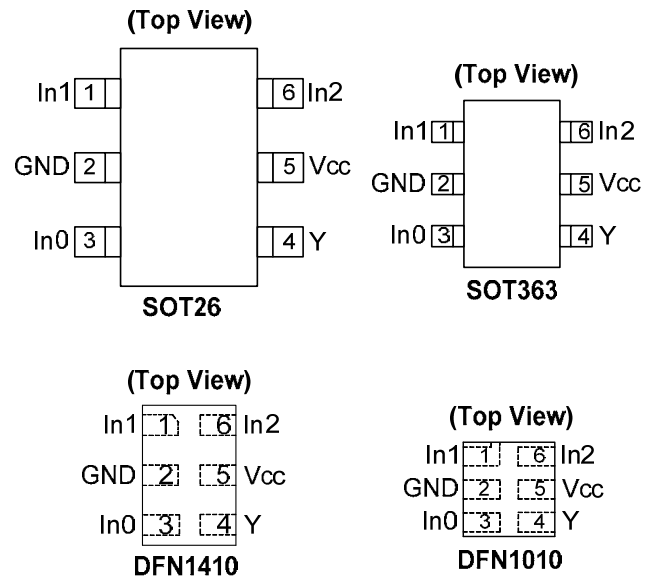 (Top View)
In1 1 6 In2
GND 2 5 Vcc
In0 3 4 Y
SOT26
(Top View)
In1 1 6 In2
GND 2 5 Vcc
In0 3 4 Y
SOT363
(Top View)
In1 1 6 In2
GND 2 5 Vcc
In0 3 4 Y
DFN1410
(Top View)
In1 1 6 In2
GND 2 5 Vcc
In0 3 4 Y
DFN1010